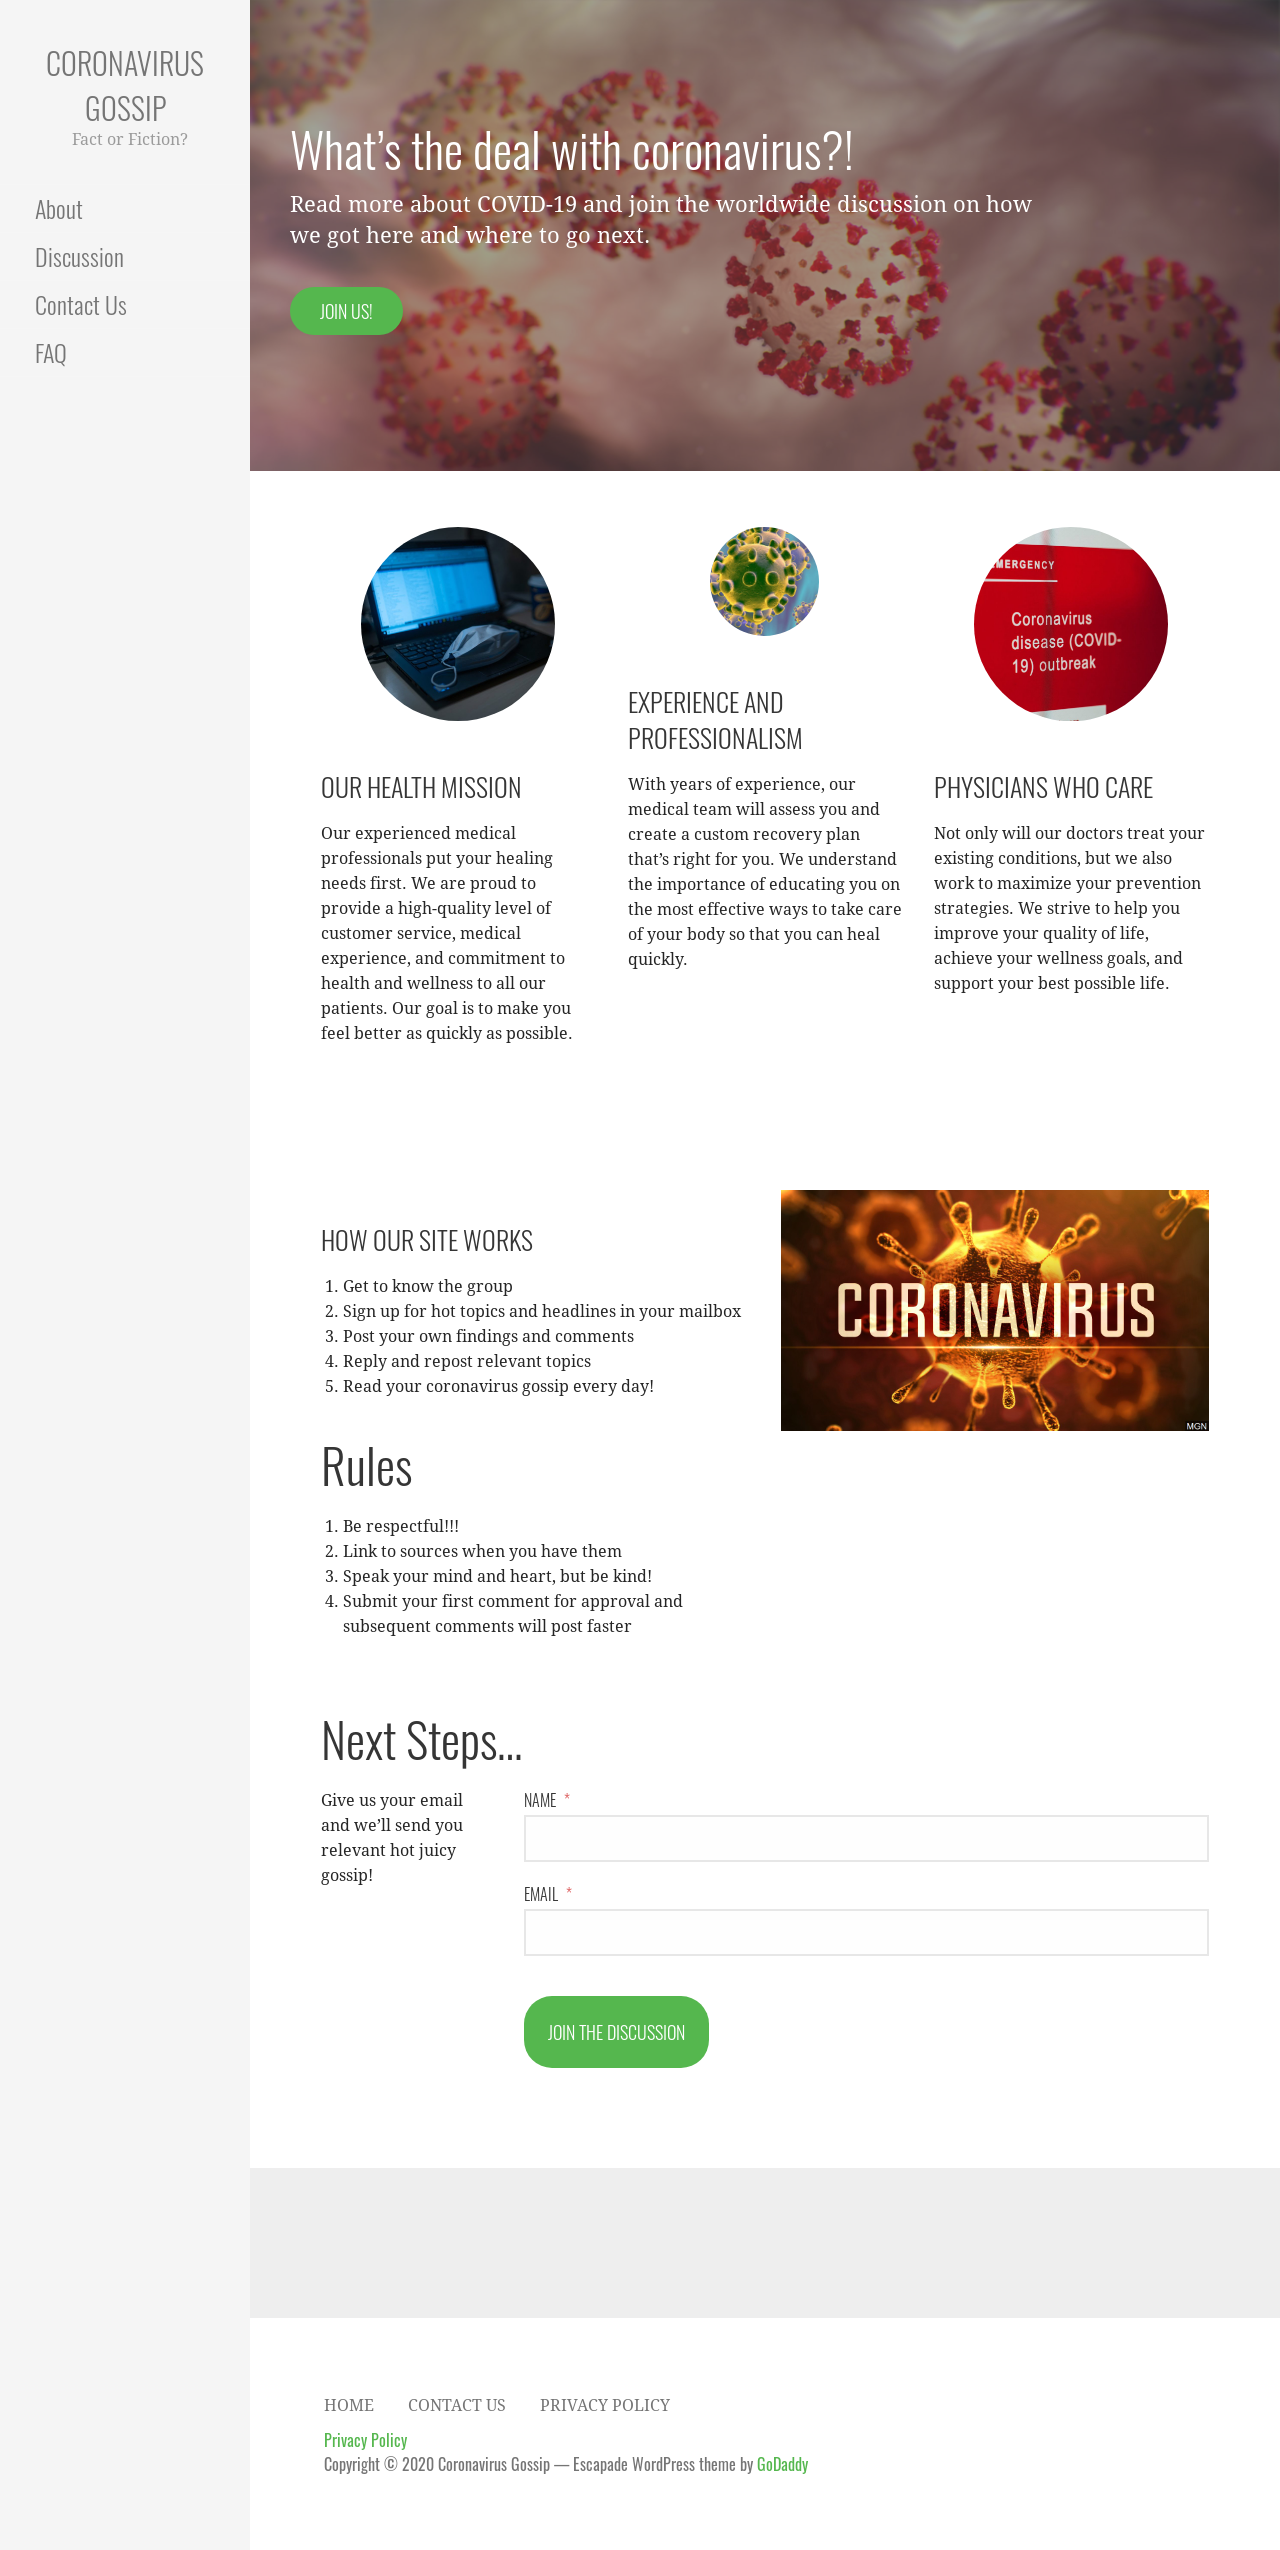 CORONAVIRUS
GOSSIP
Fact or Fiction?
About
Discussion
Contact Us
FAQ
What’s the deal with coronavirus?!
Read more about COVID-19 and join the worldwide discussion on how
we got here and where to go next.
JOIN US!
EMERGENCY
Coronavirus
disease (COVID-
19) outbreak
OUR HEALTH MISSION
Our experienced medical
professionals put your healing
needs first. We are proud to
provide a high-quality level of
customer service, medical
experience, and commitment to
health and wellness to all our
patients. Our goal is to make you
feel better as quickly as possible.
EXPERIENCE AND
PROFESSIONALISM
With years of experience, our
medical team will assess you and
create a custom recovery plan
that’s right for you. We understand
the importance of educating you on
the most effective ways to take care
of your body so that you can heal
quickly.
PHYSICIANS WHO CARE
Not only will our doctors treat your
existing conditions, but we also
work to maximize your prevention
strategies. We strive to help you
improve your quality of life,
achieve your wellness goals, and
support your best possible life.
HOW OUR SITE WORKS
1. Get to know the group
2. Sign up for hot topics and headlines in your mailbox
3. Post your own findings and comments
4. Reply and repost relevant topics
5. Read your coronavirus gossip every day!
CORONAVIRUS
MGN
Rules
1. Be respectful!!!
2. Link to sources when you have them
3. Speak your mind and heart, but be kind!
4. Submit your first comment for approval and
subsequent comments will post faster
Next Steps…
Give us your email
and we’ll send you
relevant hot juicy
gossip!
NAME *
EMAIL *
JOIN THE DISCUSSION
HOME CONTACT US PRIVACY POLICY
Privacy Policy
Copyright © 2020 Coronavirus Gossip — Escapade WordPress theme by GoDaddy